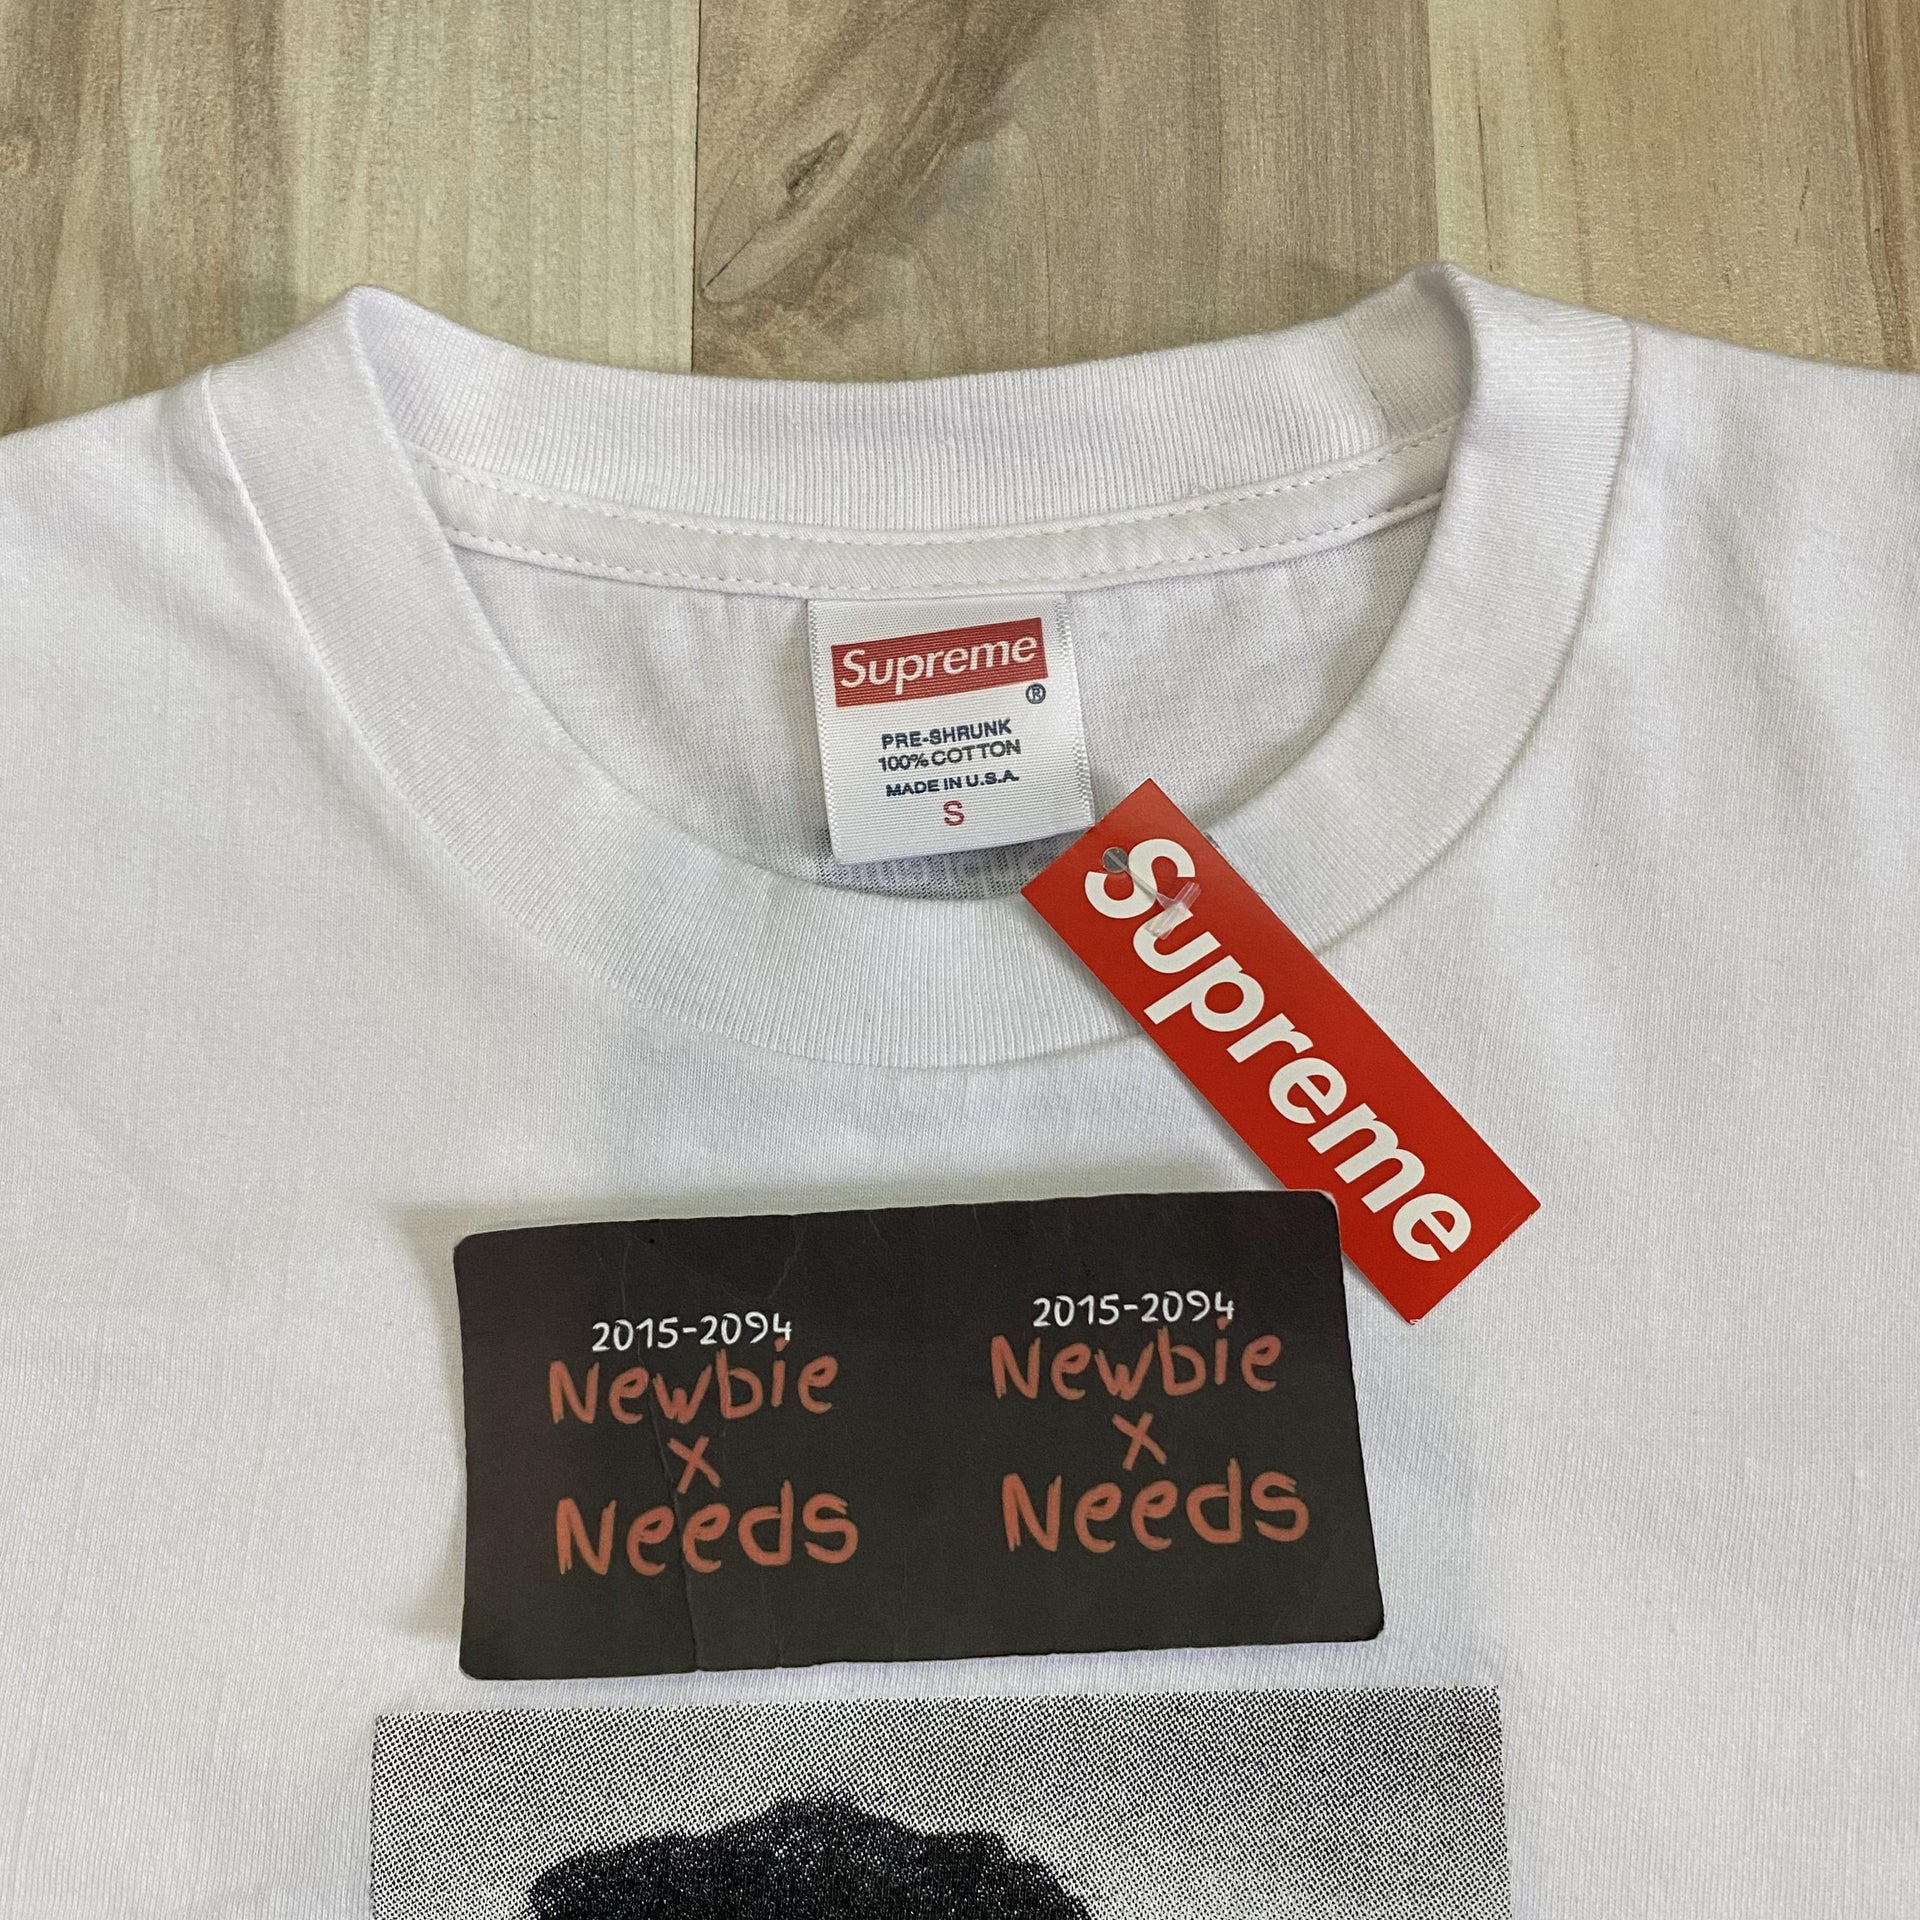 Supreme
®
PRE-SHRUNK
100% COTTON
MADE IN U.S.A.
S
Supreme
2015-2094
Newbie
x
Needs
2015-2094
Newbie
x
Needs